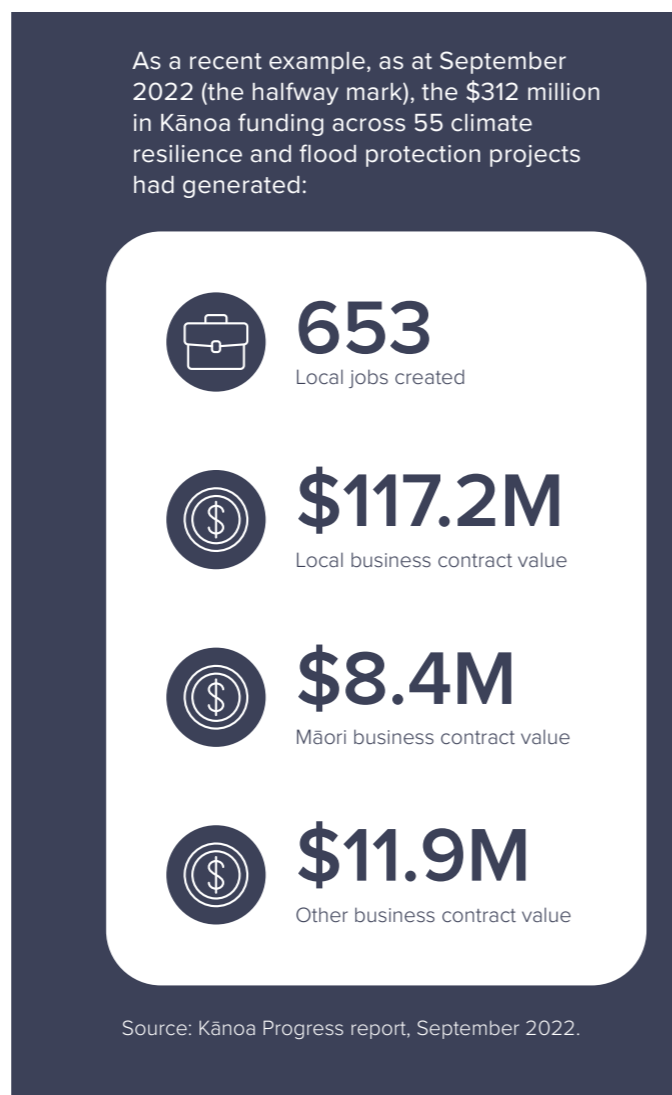 As a recent example, as at September
2022 (the halfway mark), the $312 million
in Kānoa funding across 55 climate
resilience and flood protection projects
had generated:
653
Local jobs created
$117.2M
Local business contract value
$8.4M
Māori business contract value
$11.9M
Other business contract value
Source: Kānoa Progress report, September 2022.